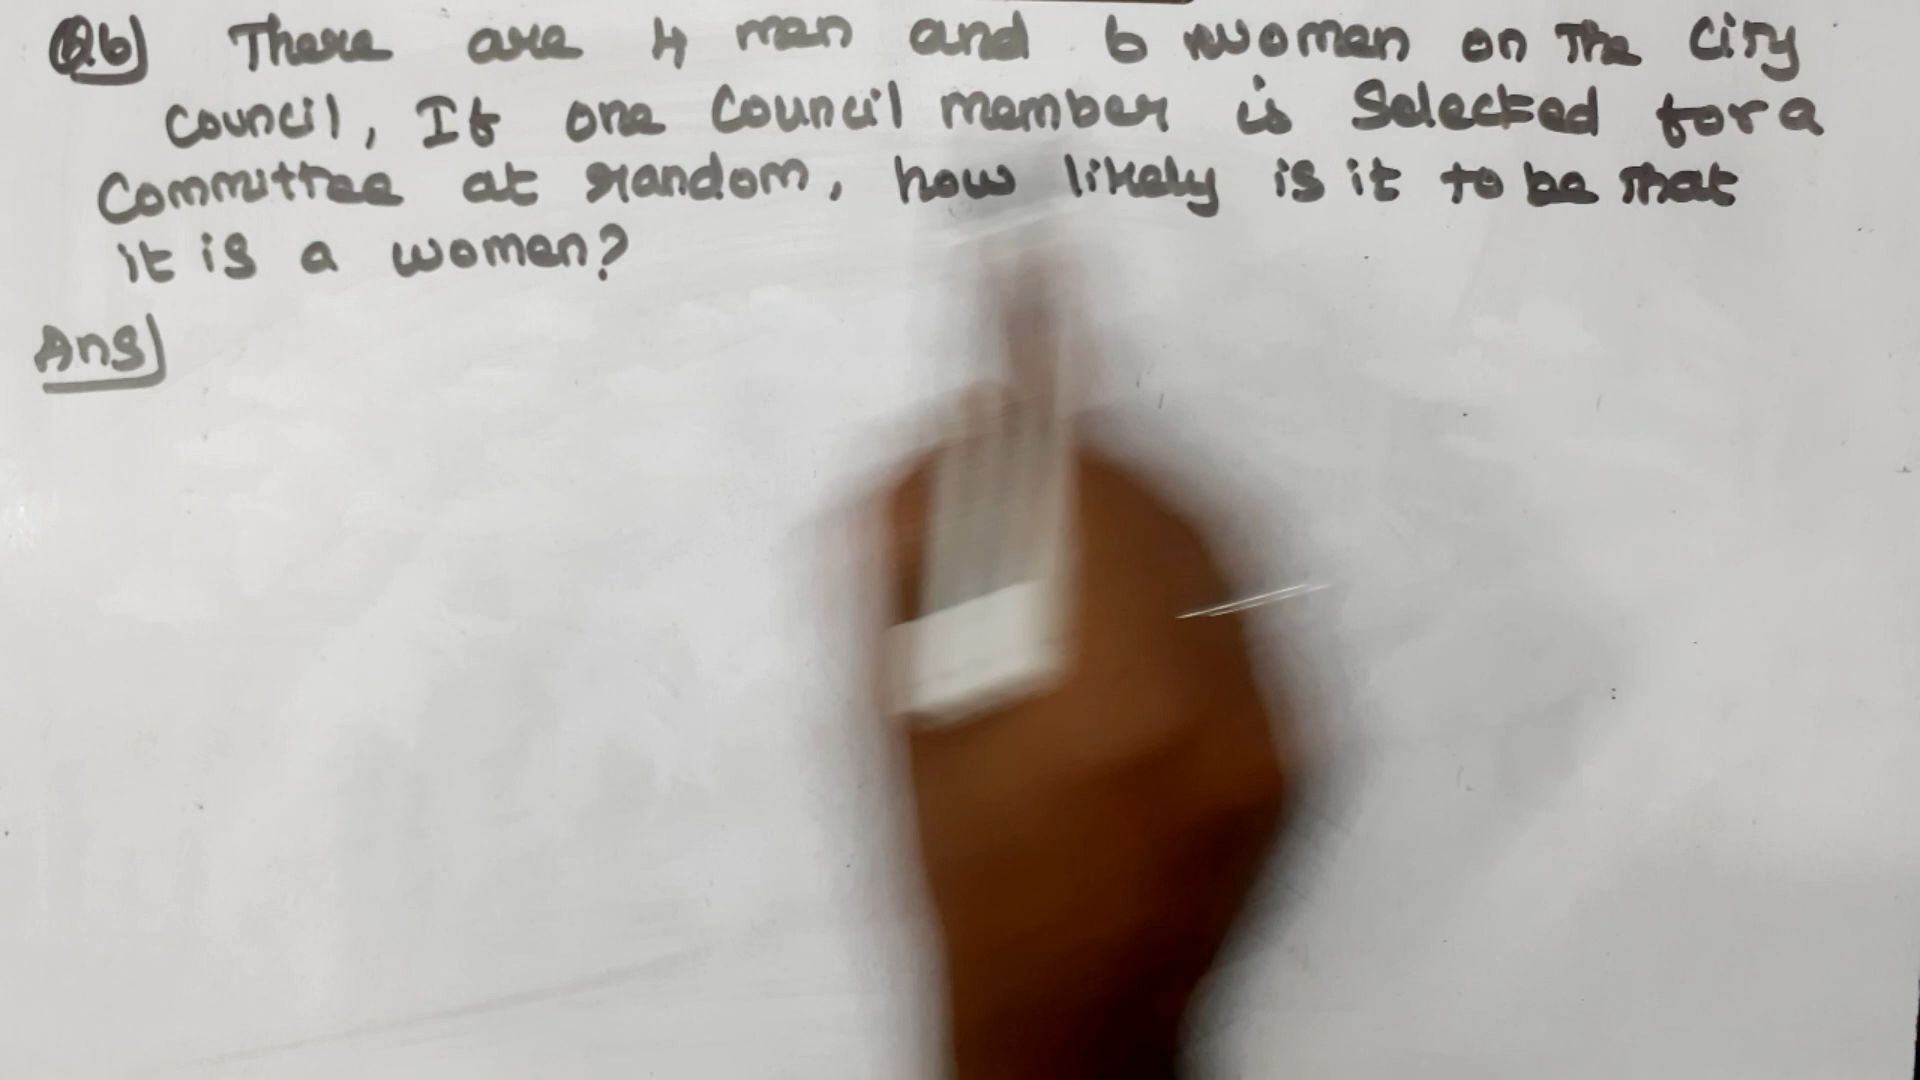 Q.6) There are 4 men and 6 women on the city
council, If one council member is selected for a
committee at random, how likely is it to be that
it is a women?
Ans)